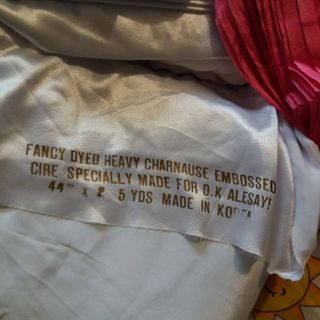 FANCY DYED HEAVY CHARNAUSE EMBOSSED
CIRE SPECIALLY MADE FOR O.K ALESAY!
44" X 2 5 YDS MADE IN KOREA